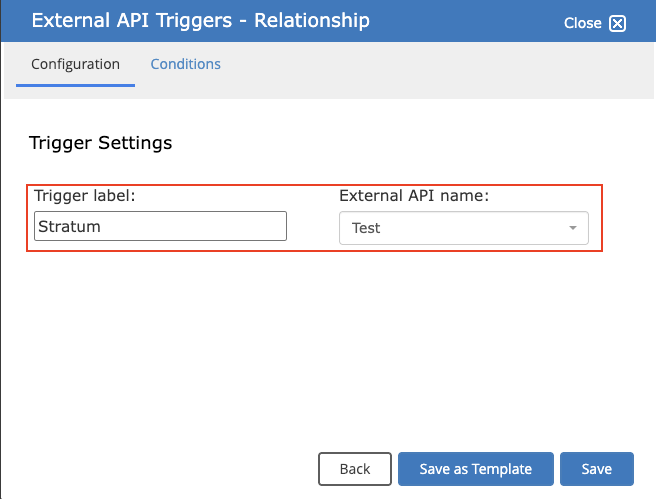 External API Triggers - Relationship
Close
Configuration Conditions
Trigger Settings
Trigger label: External API name:
Stratum Test
Back Save as Template Save